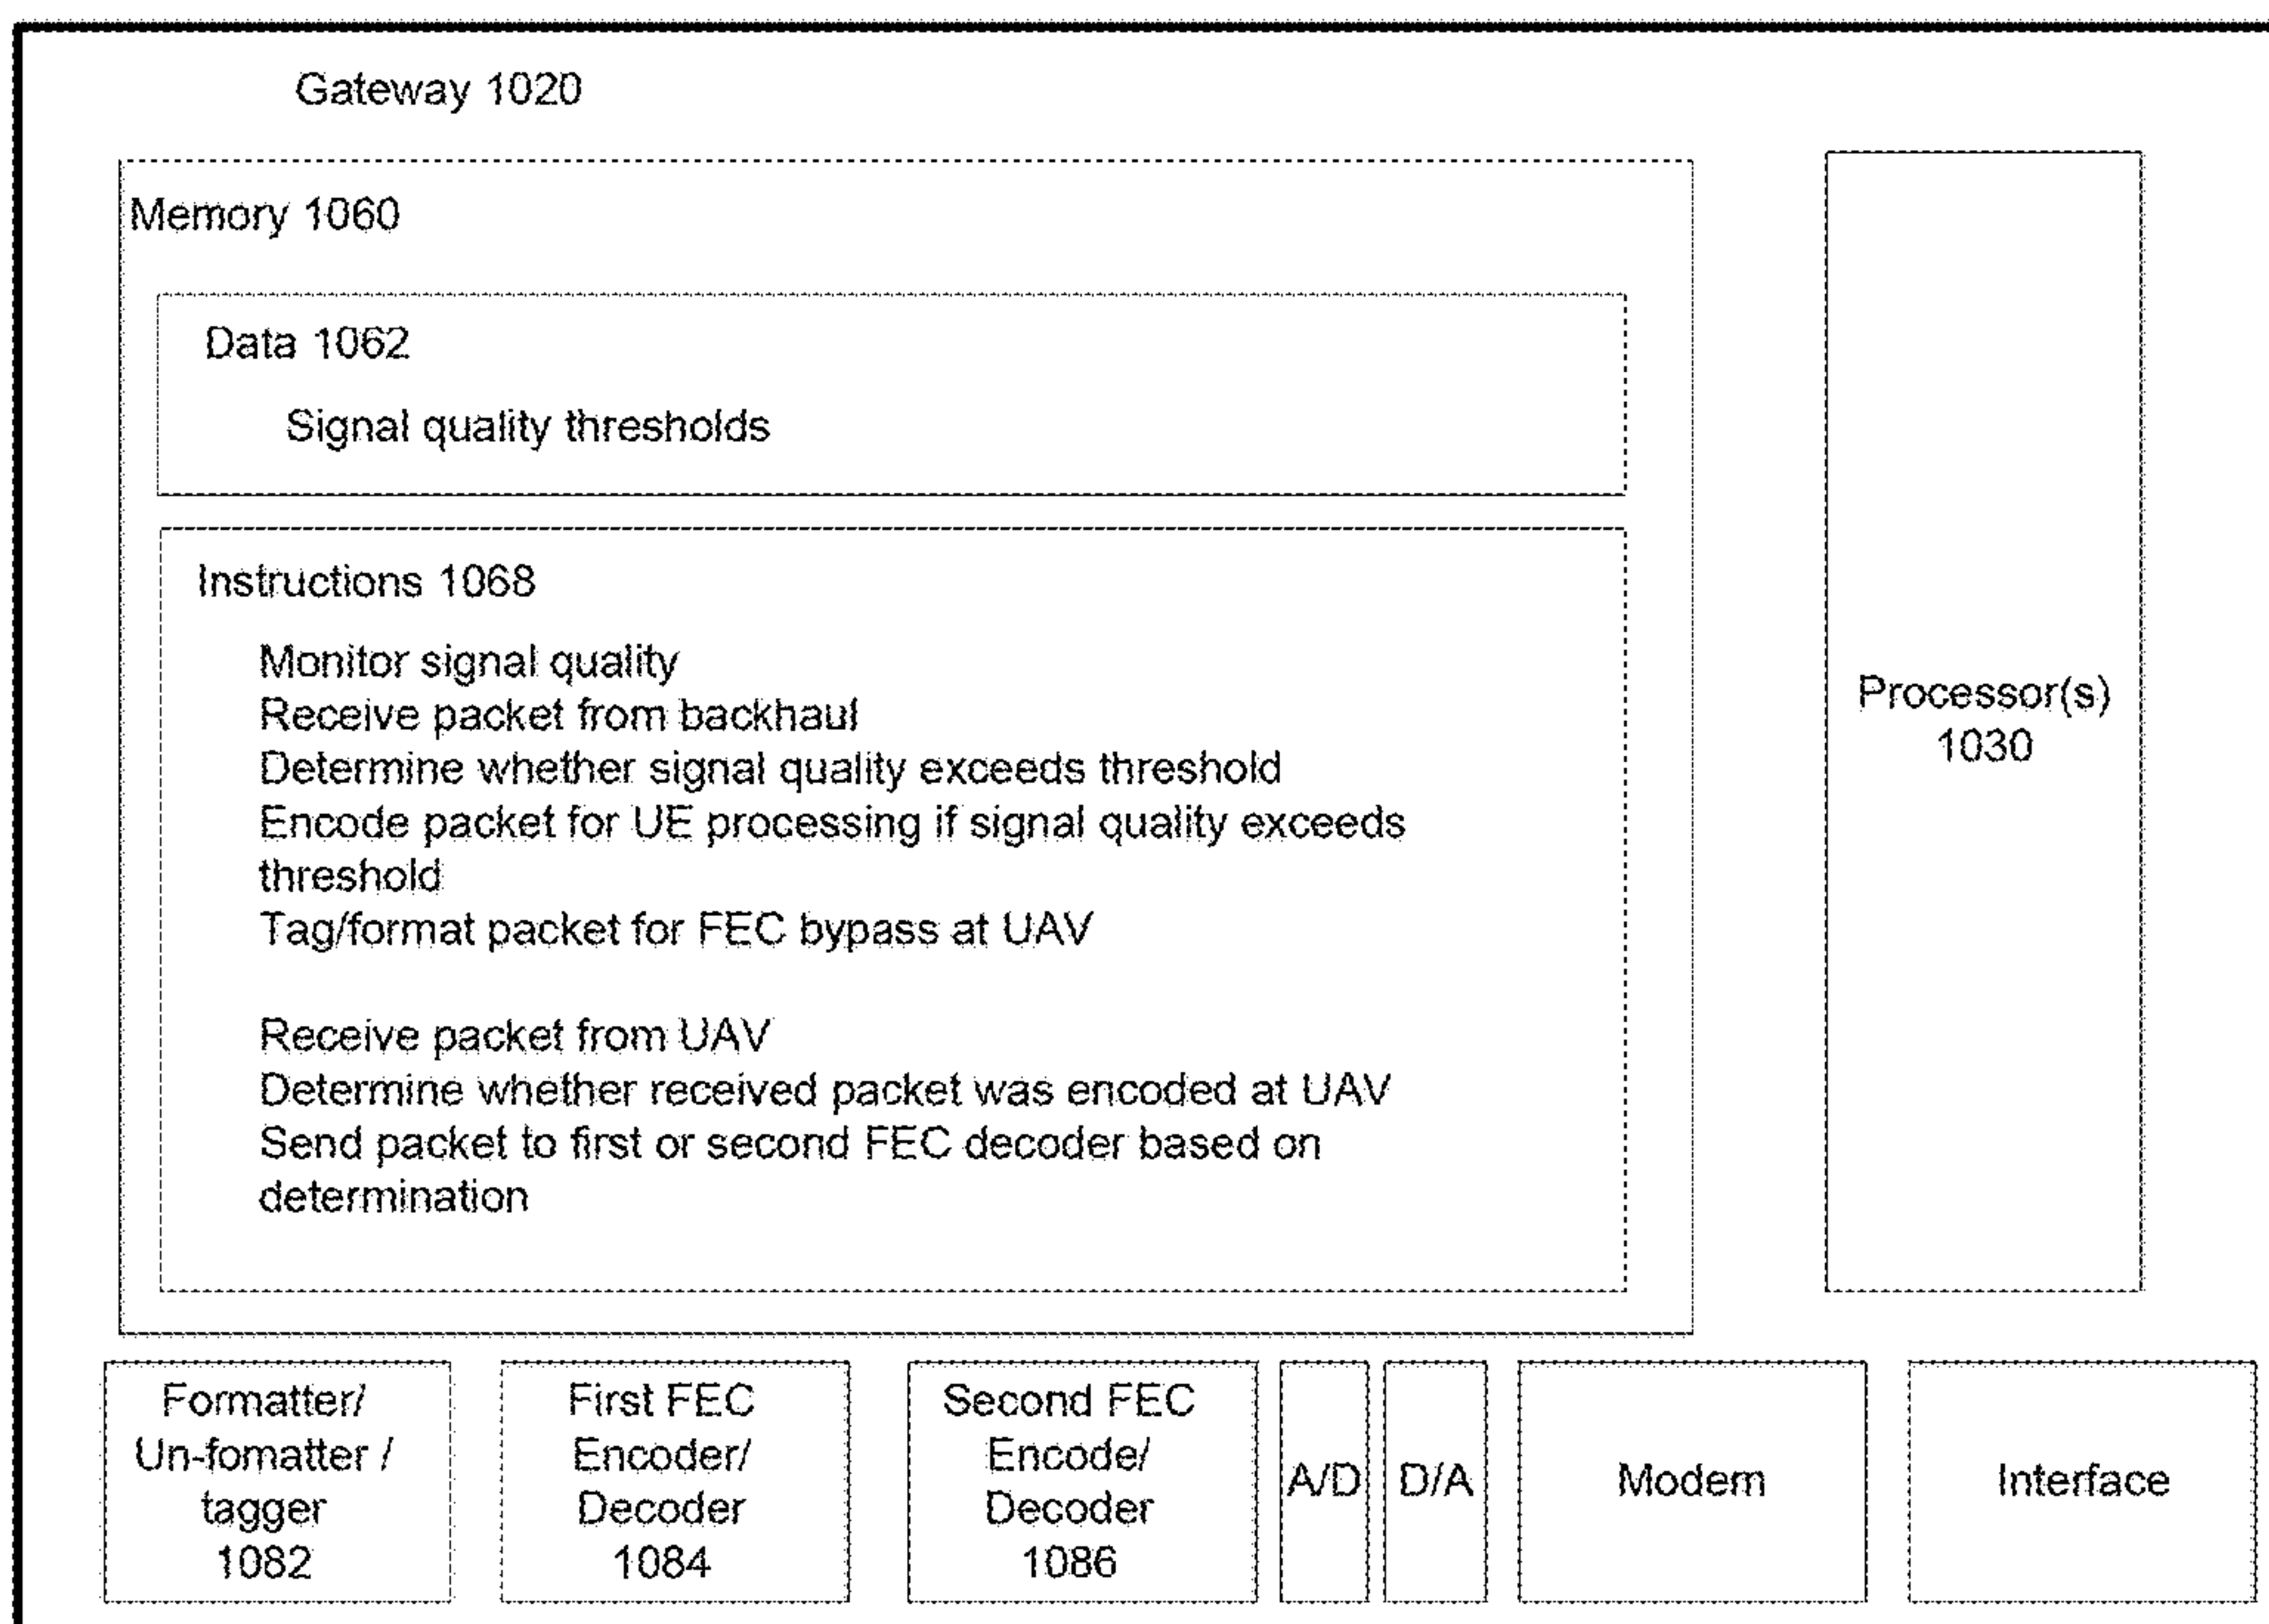 Gateway 1020
Memory 1060
Data 1062
Signal quality thresholds
Instructions 1068
Monitor signal quality
Receive packet from backhaul
Determine whether signal quality exceeds threshold
Encode packet for UE processing if signal quality exceeds
threshold
Tag/format packet for FEC bypass at UAV
Receive packet from UAV
Determine whether received packet was encoded at UAV
Send packet to first or second FEC decoder based on
determination
Processor(s)
1030
Formatter/
Un-fomatter /
tagger
1082
First FEC
Encoder/
Decoder
1084
Second FEC
Encode/
Decoder
1086
A/D
D/A
Modem
Interface